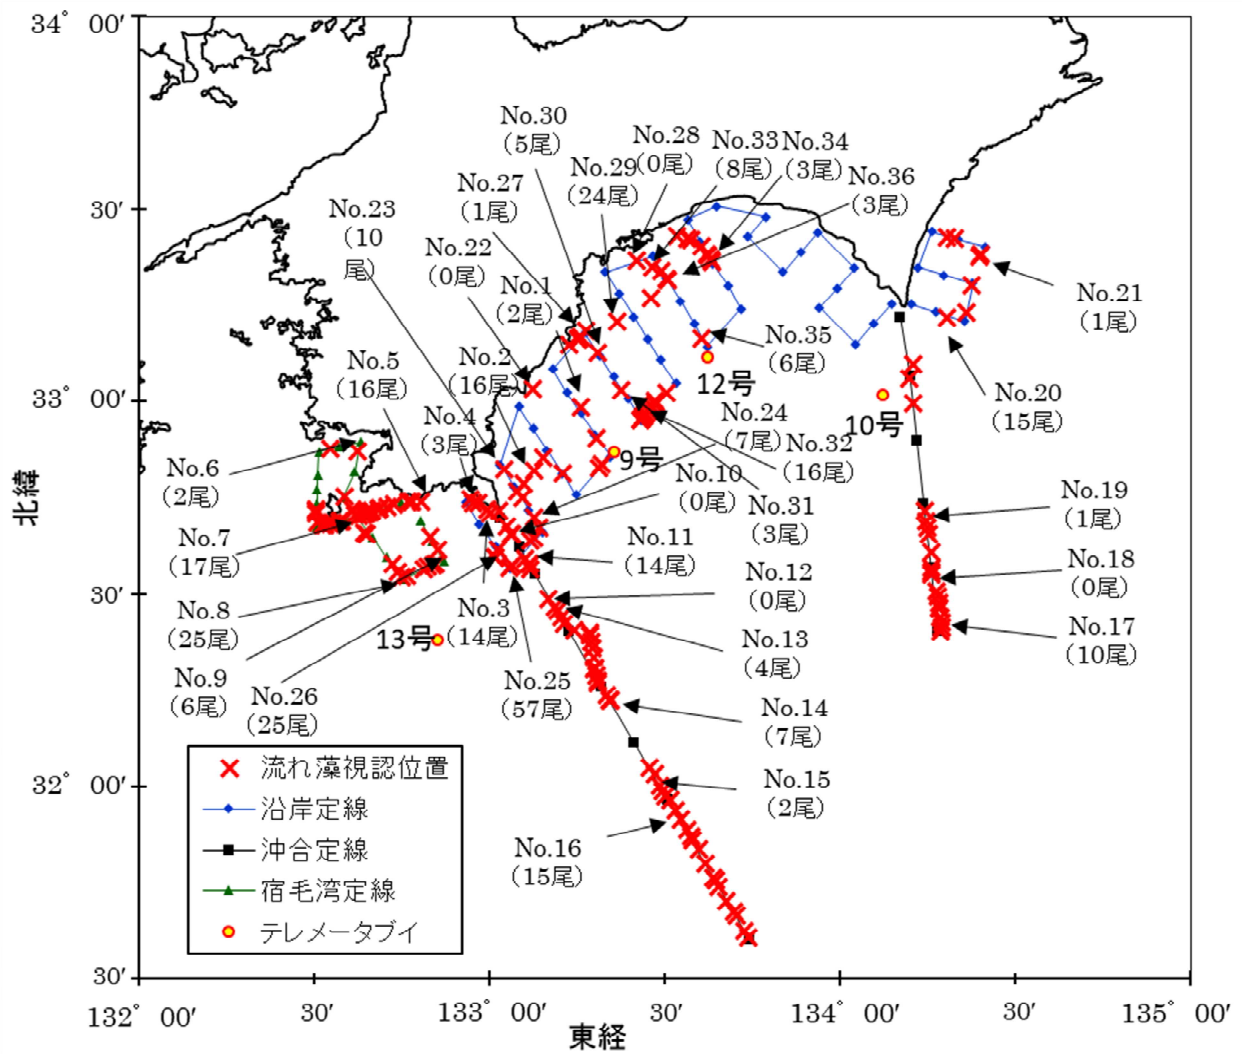 34° 00′
30′
33° 00′
30′
32° 00′
30′
北緯
132° 00′
30′
133° 00′
30′
134° 00′
30′
135° 00′
東経
No.30
(5尾)
No.28
(0尾)
No.33
(8尾)
No.34
(3尾)
No.29
(24尾)
No.36
(3尾)
No.27
(1尾)
No.23
(10
尾)
No.22
(0尾)
No.1
(2尾)
No.21
(1尾)
No.5
(16尾)
No.2
(16尾)
No.35
(6尾)
12号
10号
No.20
(15尾)
No.4
(3尾)
No.24
(7尾)
9号
No.32
(16尾)
No.6
(2尾)
No.10
(0尾)
No.31
(3尾)
No.19
(1尾)
No.7
(17尾)
No.11
(14尾)
No.18
(0尾)
No.12
(0尾)
No.8
(25尾)
No.3
(14尾)
13号
No.13
(4尾)
No.17
(10尾)
No.9
(6尾)
No.26
(25尾)
No.25
(57尾)
No.14
(7尾)
No.15
(2尾)
No.16
(15尾)
流れ藻視認位置
沿岸定線
沖合定線
宿毛湾定線
テレメータブイ